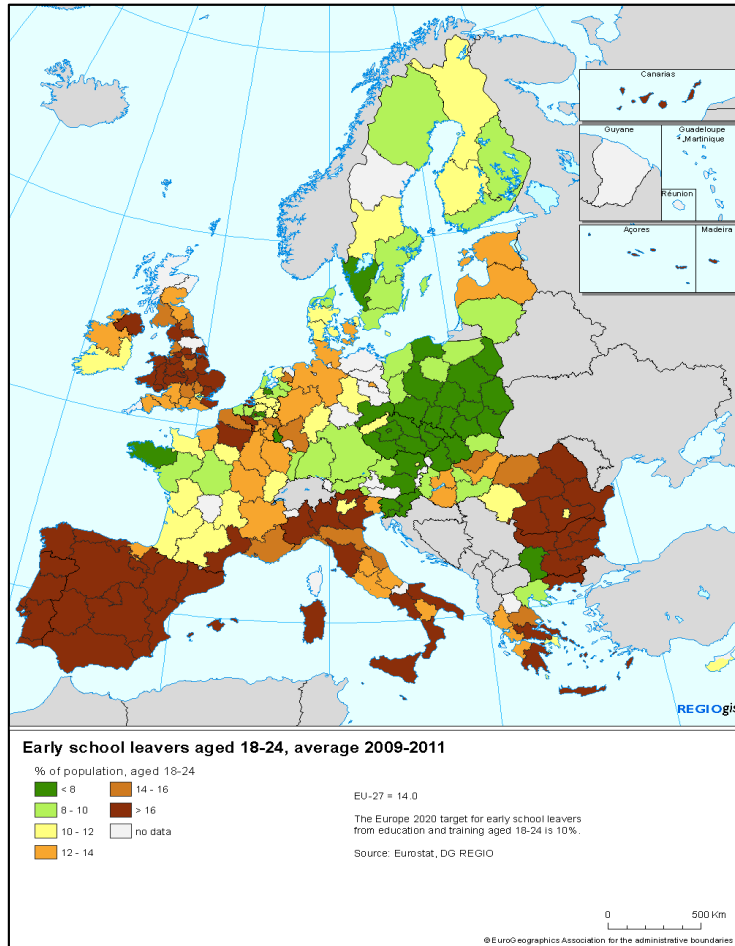 Canarias
Guyane
Guadeloupe
Martinique
Réunion
Açores
Madeira
REGIOgis
Early school leavers aged 18-24, average 2009-2011
% of population, aged 18-24
< 8
8 - 10
10 - 12
12 - 14
14 - 16
> 16
no data
EU-27 = 14.0
The Europe 2020 target for early school leavers
from education and training aged 18-24 is 10%.
Source: Eurostat, DG REGIO
0
500 Km
© EuroGeographics Association for the administrative boundaries